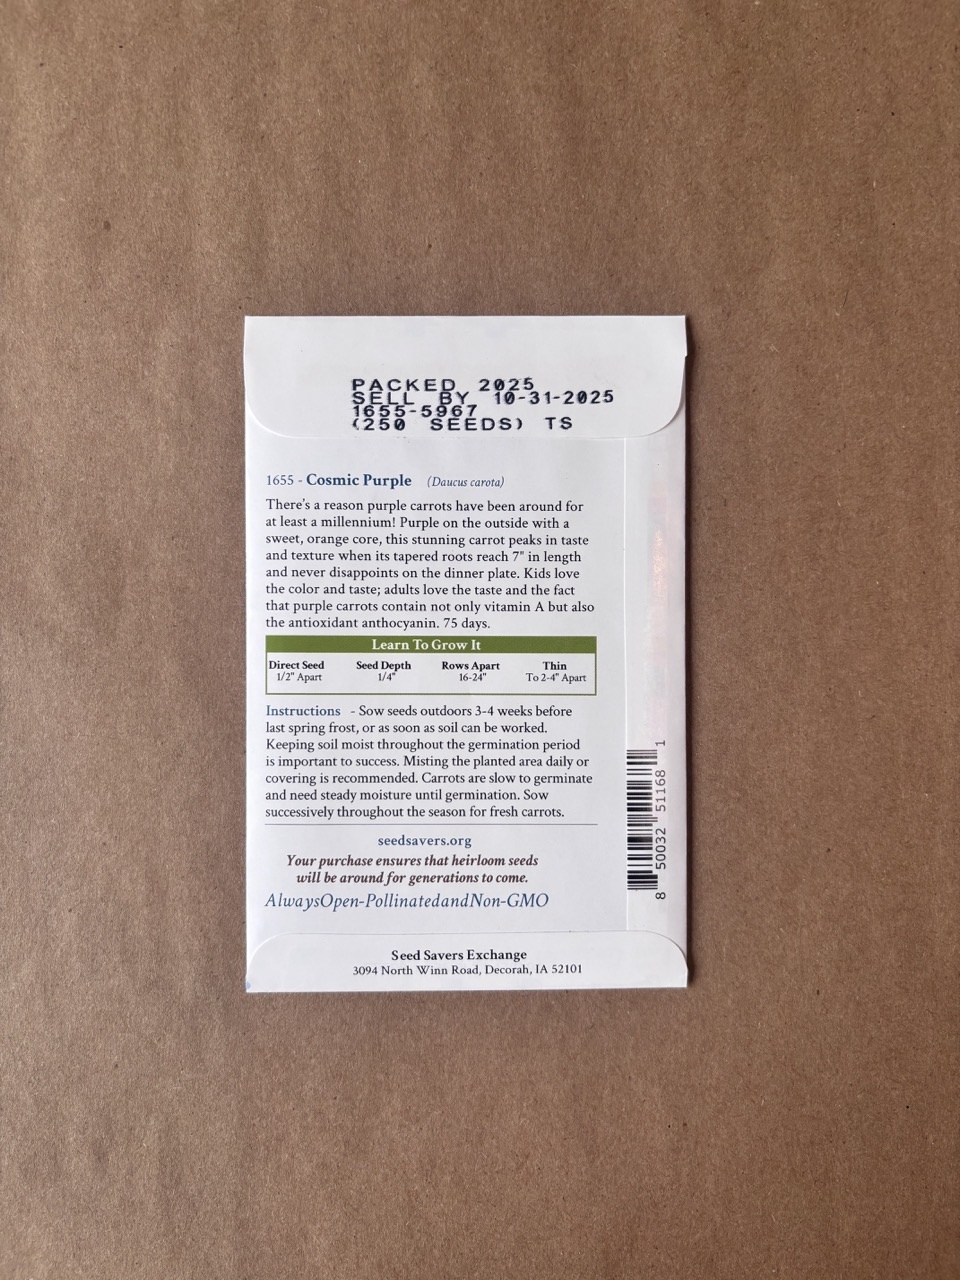 PACKED 2025
SELL BY 10-31-2025
1655-5967
(250 SEEDS) TS
1655 - Cosmic Purple (Daucus carota)
There's a reason purple carrots have been around for
at least a millennium! Purple on the outside with a
sweet, orange core, this stunning carrot peaks in taste
and texture when its tapered roots reach 7" in length
and never disappoints on the dinner plate. Kids love
the color and taste; adults love the taste and the fact
that purple carrots contain not only vitamin A but also
the antioxidant anthocyanin. 75 days.
Learn To Grow It
Direct Seed Seed Depth Rows Apart Thin
1/2" Apart 1/4" 16-24" To 2-4" Apart
Instructions - Sow seeds outdoors 3-4 weeks before
last spring frost, or as soon as soil can be worked.
Keeping soil moist throughout the germination period
is important to success. Misting the planted area daily or
covering is recommended. Carrots are slow to germinate
and need steady moisture until germination. Sow
successively throughout the season for fresh carrots.
seedsavers.org
Your purchase ensures that heirloom seeds
will be around for generations to come.
AlwaysOpen-PollinatedandNon-GMO
8 50032 51168 1
Seed Savers Exchange
3094 North Winn Road, Decorah, IA 52101